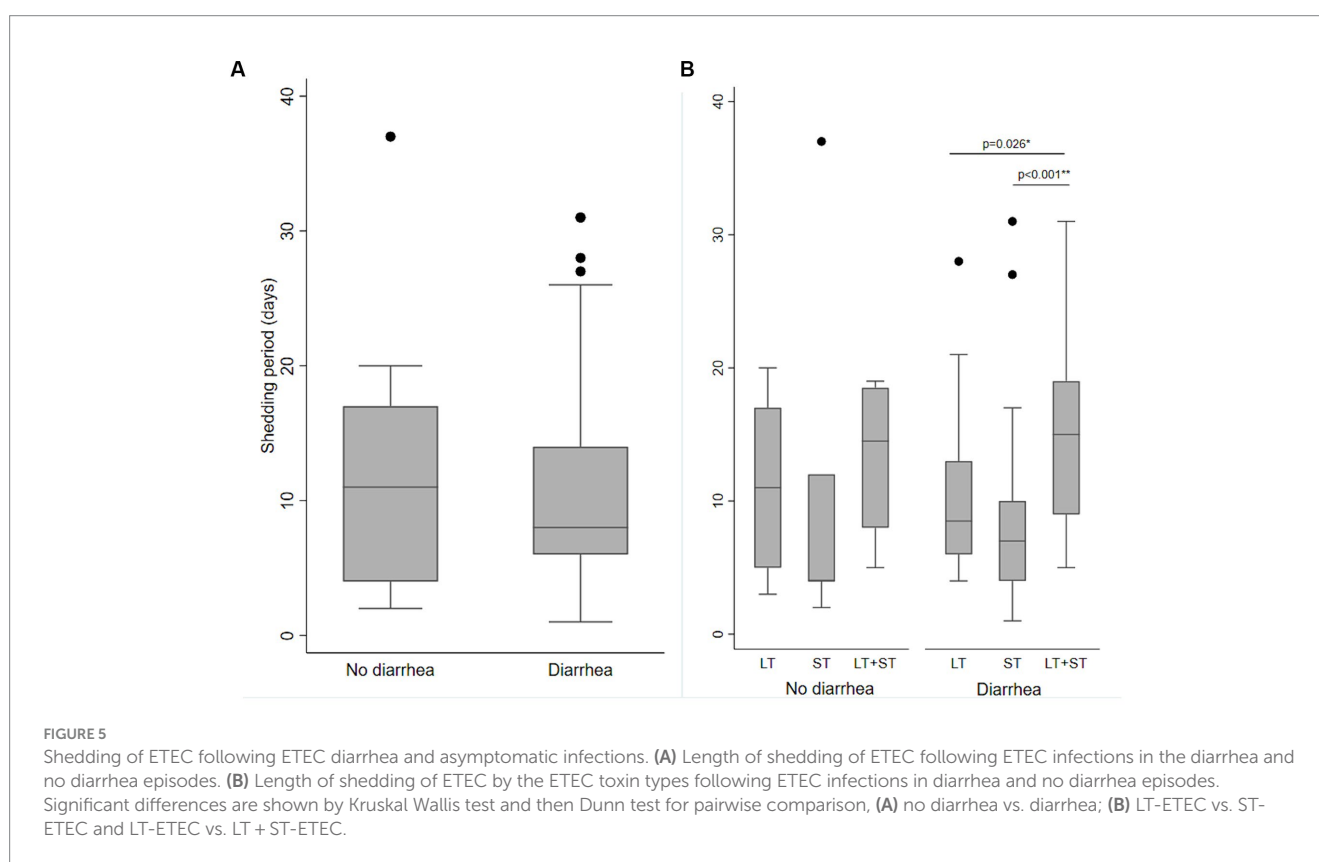 A
B
40
30
20
10
0
Shedding period (days)
No diarrhea
Diarrhea
40
30
20
10
0
p=0.026*
p<0.001**
LT
ST
LT+ST
LT
ST
LT+ST
No diarrhea
Diarrhea
FIGURE 5
Shedding of ETEC following ETEC diarrhea and asymptomatic infections. (A) Length of shedding of ETEC following ETEC infections in the diarrhea and
no diarrhea episodes. (B) Length of shedding of ETEC by the ETEC toxin types following ETEC infections in diarrhea and no diarrhea episodes.
Significant differences are shown by Kruskal Wallis test and then Dunn test for pairwise comparison, (A) no diarrhea vs. diarrhea; (B) LT-ETEC vs. ST-
ETEC and LT-ETEC vs. LT + ST-ETEC.